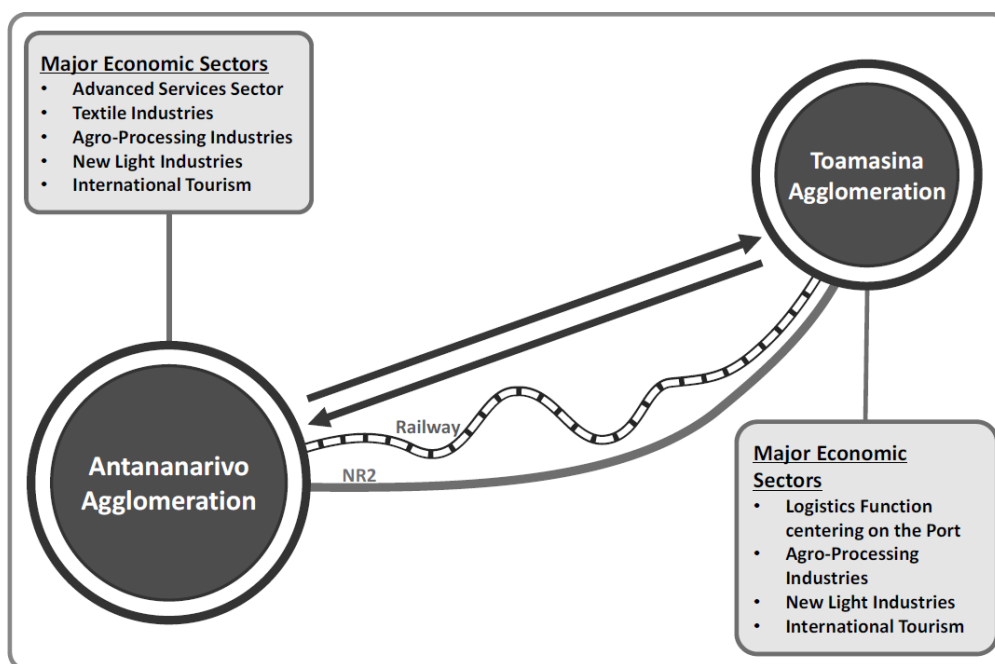 Major Economic Sectors
• Advanced Services Sector
• Textile Industries
• Agro-Processing Industries
• New Light Industries
• International Tourism
Toamasina
Agglomeration
Railway
NR2
Antananarivo
Agglomeration
Major Economic
Sectors
• Logistics Function
centering on the Port
• Agro-Processing
Industries
• New Light Industries
• International Tourism